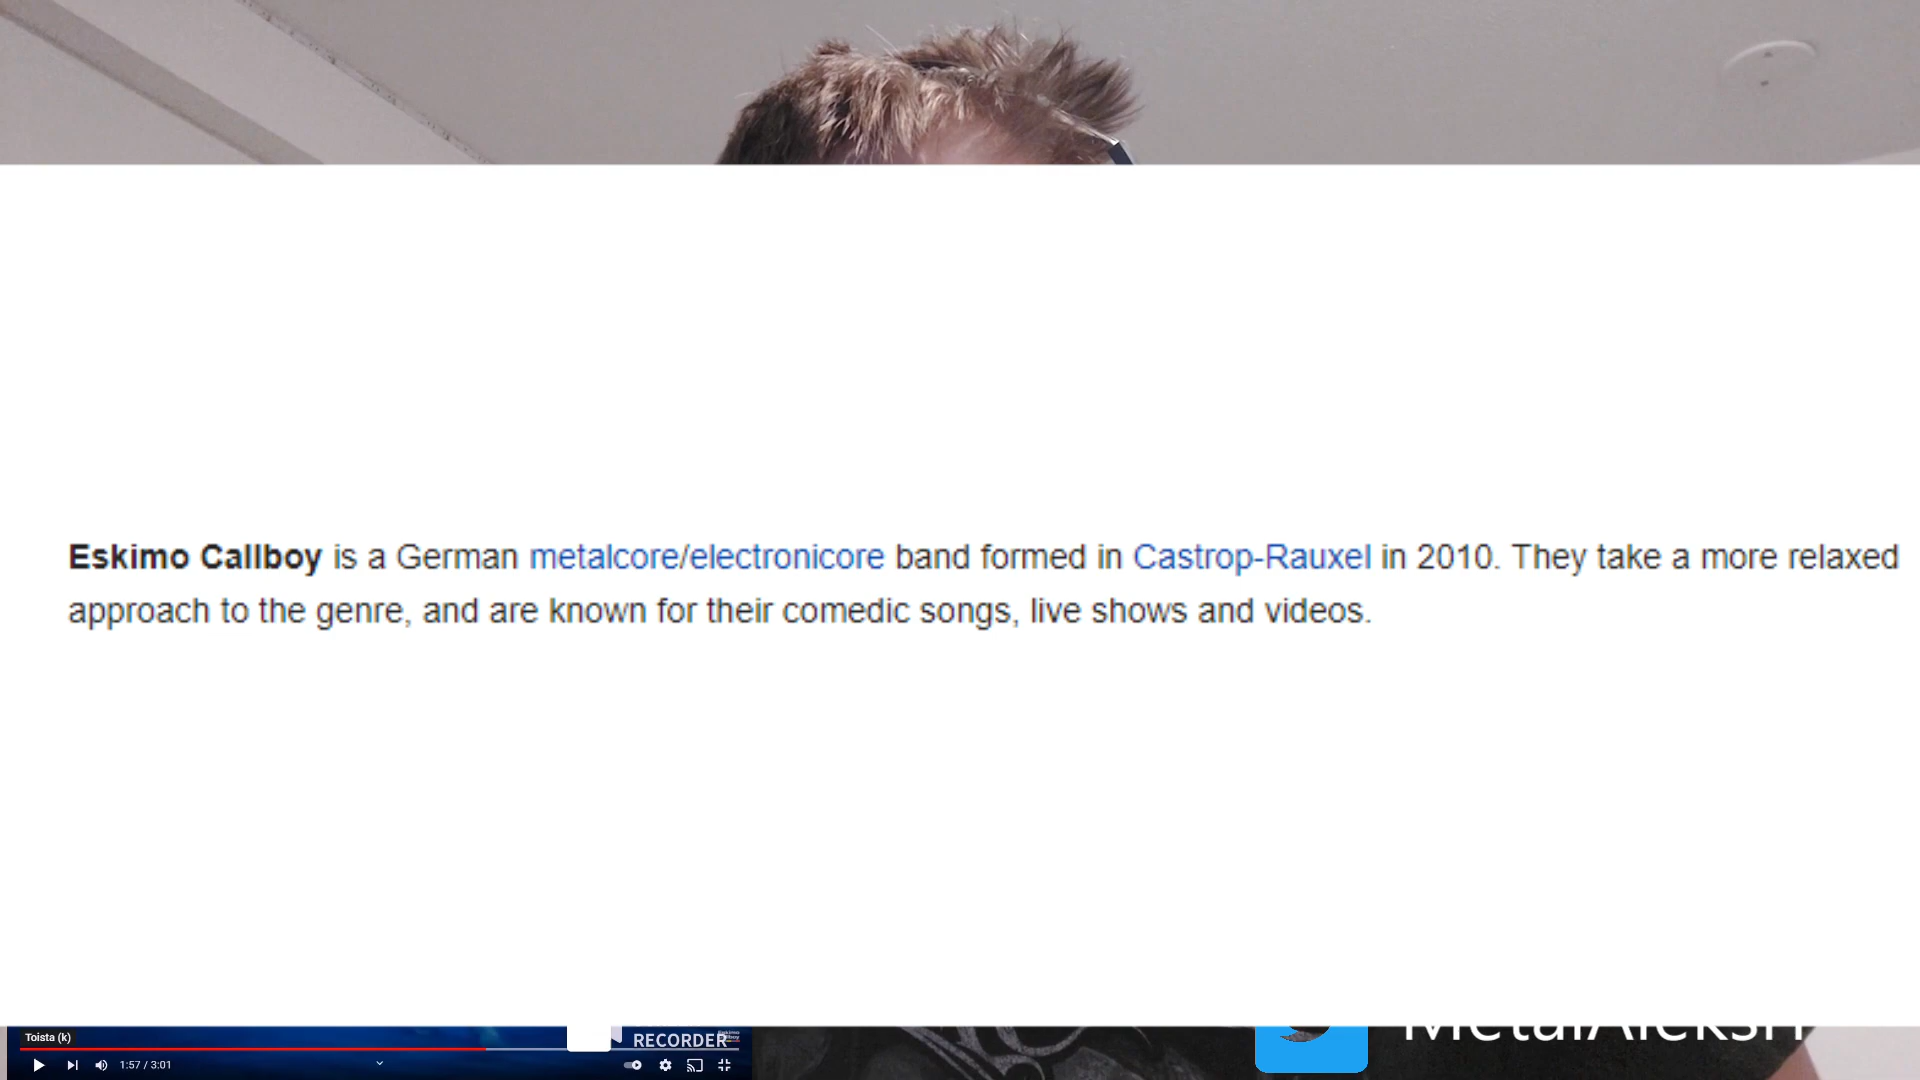 Eskimo Callboy is a German metalcore/electronicore band formed in Castrop-Rauxel in 2010. They take a more relaxed
approach to the genre, and are known for their comedic songs, live shows and videos.
Toista (k)
RECORDER
1:57 / 3:01